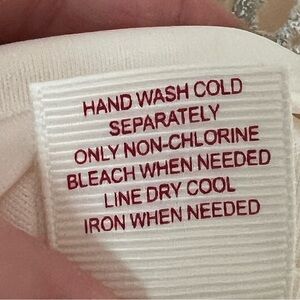 HAND WASH COLD
SEPARATELY
ONLY NON-CHLORINE
BLEACH WHEN NEEDED
LINE DRY COOL
IRON WHEN NEEDED